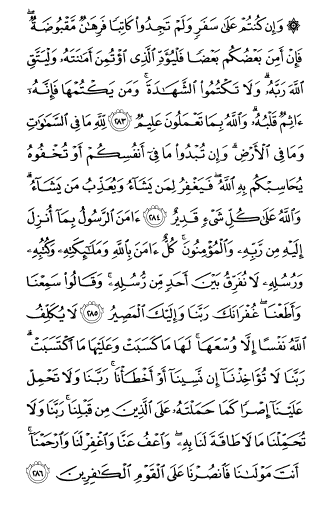 ۞ وَإِن كُنتُمْ عَلَىٰ سَفَرٍ وَلَمْ تَجِدُوا۟ كَاتِبًا فَرِهَـٰنٌ مَّقْبُوضَةٌ ۖ
فَإِنْ أَمِنَ بَعْضُكُم بَعْضًا فَلْيُؤَدِّ ٱلَّذِى ٱؤْتُمِنَ أَمَـٰنَتَهُۥ وَلْيَتَّقِ
ٱللَّهَ رَبَّهُۥ ۗ وَلَا تَكْتُمُوا۟ ٱلشَّهَـٰدَةَ ۚ وَمَن يَكْتُمْهَا فَإِنَّهُۥٓ
ءَاثِمٌ قَلْبُهُۥ ۗ وَٱللَّهُ بِمَا تَعْمَلُونَ عَلِيمٌ ﴿٢٨٣﴾ لِّلَّهِ مَا فِى ٱلسَّمَـٰوَٰتِ
وَمَا فِى ٱلْأَرْضِ ۗ وَإِن تُبْدُوا۟ مَا فِىٓ أَنفُسِكُمْ أَوْ تُخْفُوهُ
يُحَاسِبْكُم بِهِ ٱللَّهُ ۖ فَيَغْفِرُ لِمَن يَشَآءُ وَيُعَذِّبُ مَن يَشَآءُ ۗ
وَٱللَّهُ عَلَىٰ كُلِّ شَىْءٍ قَدِيرٌ ﴿٢٨٤﴾ ءَامَنَ ٱلرَّسُولُ بِمَآ أُنزِلَ
إِلَيْهِ مِن رَّبِّهِۦ وَٱلْمُؤْمِنُونَ ۚ كُلٌّ ءَامَنَ بِٱللَّهِ وَمَلَـٰٓئِكَتِهِۦ وَكُتُبِهِۦ
وَرُسُلِهِۦ لَا نُفَرِّقُ بَيْنَ أَحَدٍ مِّن رُّسُلِهِۦ ۚ وَقَالُوا۟ سَمِعْنَا
وَأَطَعْنَا ۖ غُفْرَانَكَ رَبَّنَا وَإِلَيْكَ ٱلْمَصِيرُ ﴿٢٨٥﴾ لَا يُكَلِّفُ
ٱللَّهُ نَفْسًا إِلَّا وُسْعَهَا ۚ لَهَا مَا كَسَبَتْ وَعَلَيْهَا مَا ٱكْتَسَبَتْ ۗ
رَبَّنَا لَا تُؤَاخِذْنَآ إِن نَّسِينَآ أَوْ أَخْطَأْنَا ۚ رَبَّنَا وَلَا تَحْمِلْ
عَلَيْنَآ إِصْرًا كَمَا حَمَلْتَهُۥ عَلَى ٱلَّذِينَ مِن قَبْلِنَا ۚ رَبَّنَا وَلَا
تُحَمِّلْنَا مَا لَا طَاقَةَ لَنَا بِهِۦ ۖ وَٱعْفُ عَنَّا وَٱغْفِرْ لَنَا وَٱرْحَمْنَآ ۚ
أَنتَ مَوْلَىٰنَا فَٱنصُرْنَا عَلَى ٱلْقَوْمِ ٱلْكَـٰفِرِينَ ﴿٢٨٦﴾